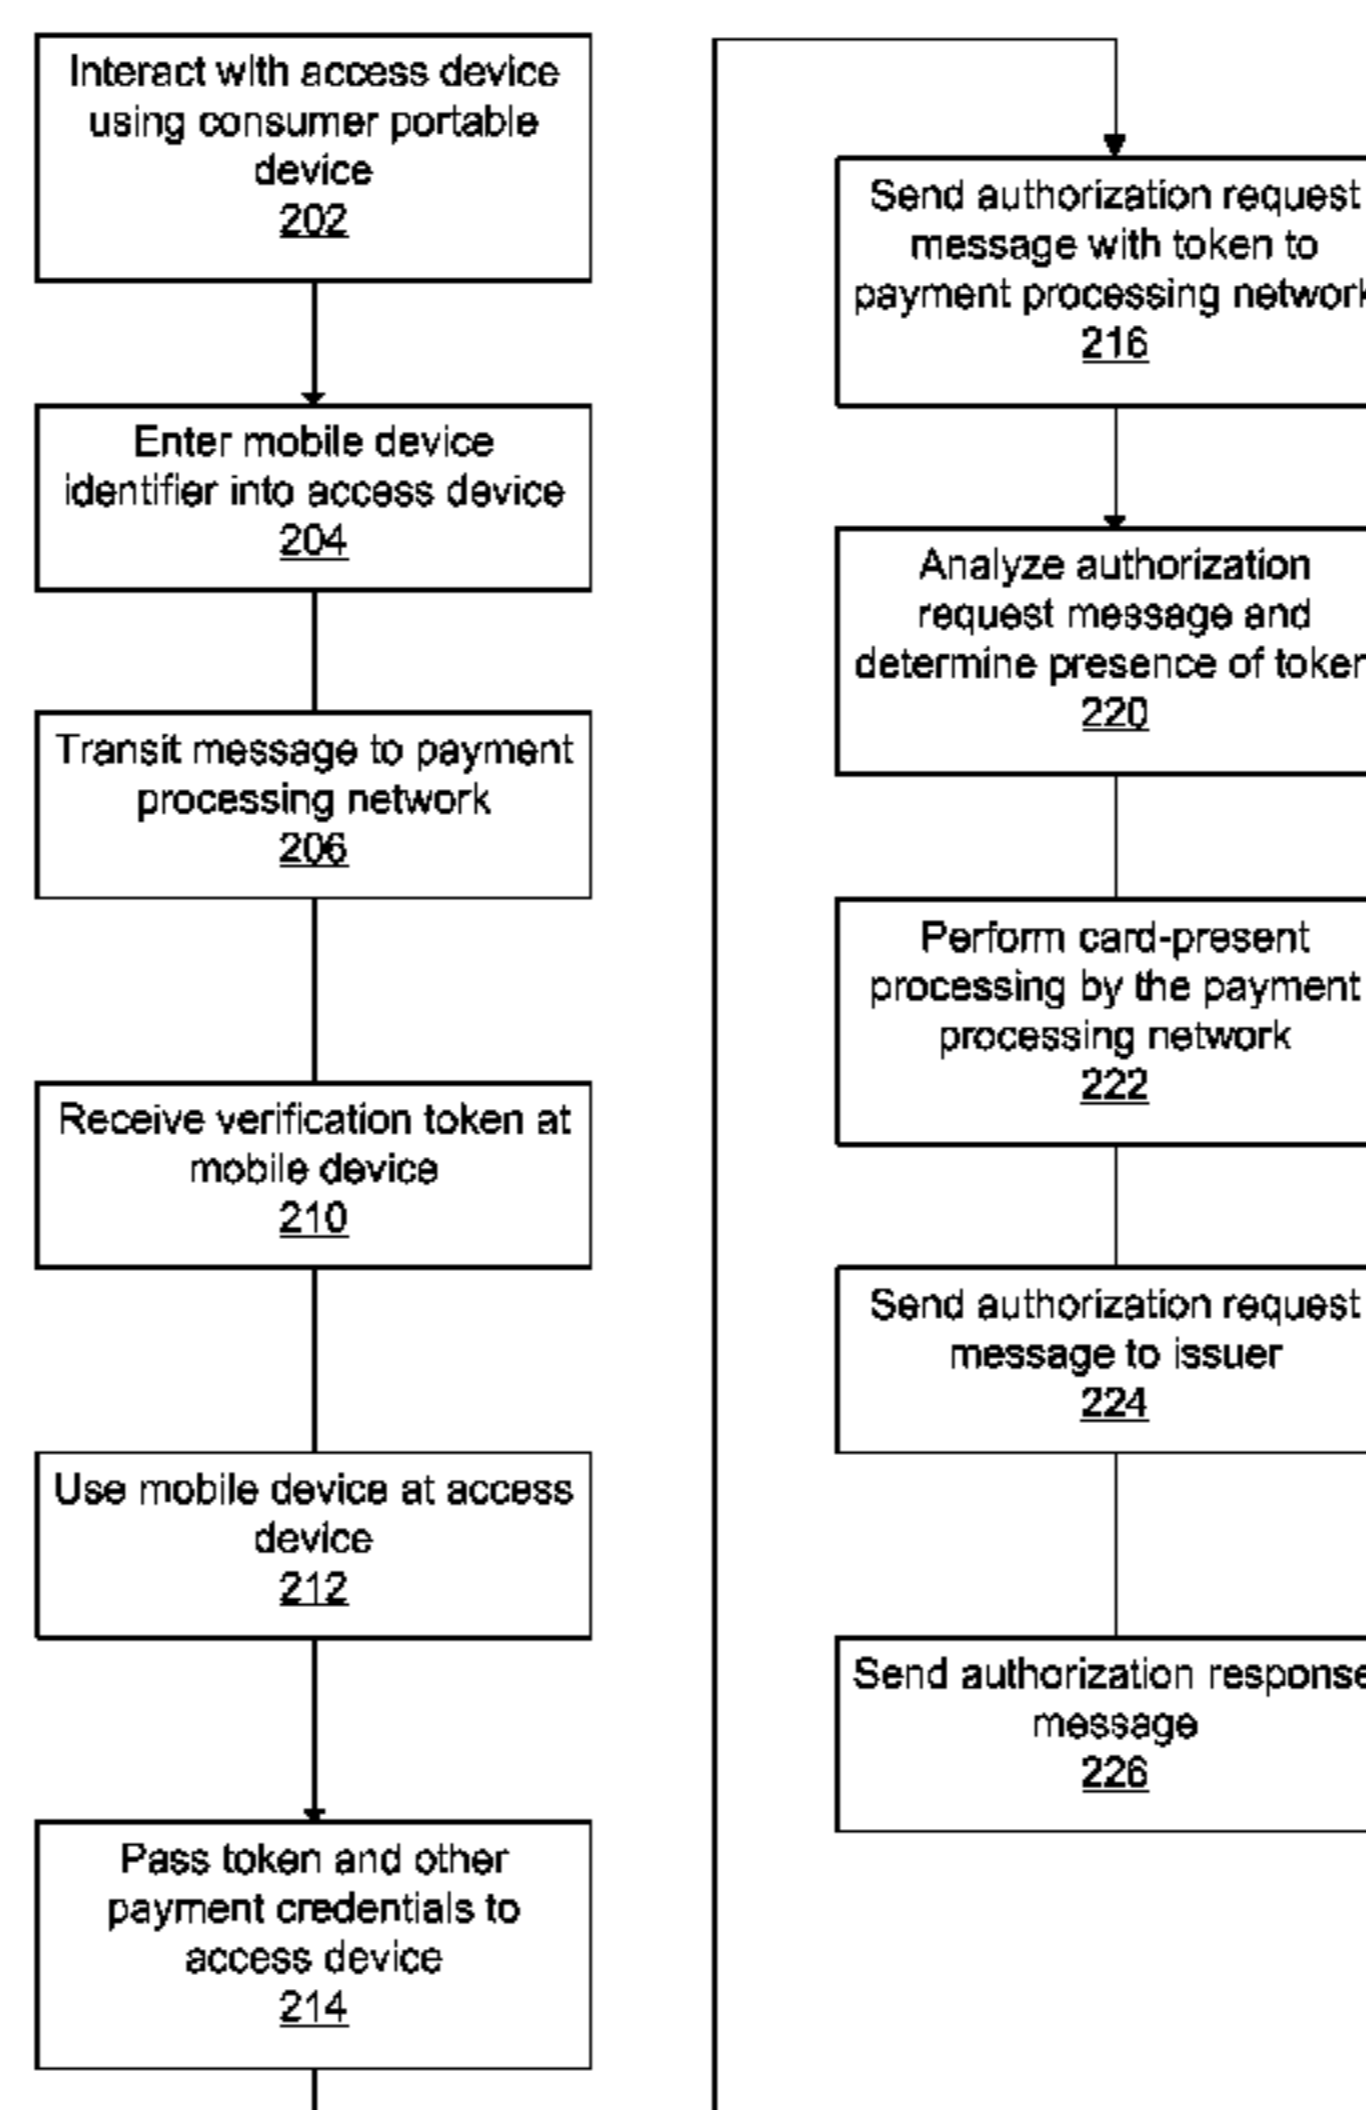 Interact with access device
using consumer portable
device
202
Enter mobile device
identifier into access device
204
Transit message to payment
processing network
206
Receive verification token at
mobile device
210
Use mobile device at access
device
212
Pass token and other
payment credentials to
access device
214
Send authorization request
message with token to
payment processing network
216
Analyze authorization
request message and
determine presence of token
220
Perform card-present
processing by the payment
processing network
222
Send authorization request
message to issuer
224
Send authorization response
message
226